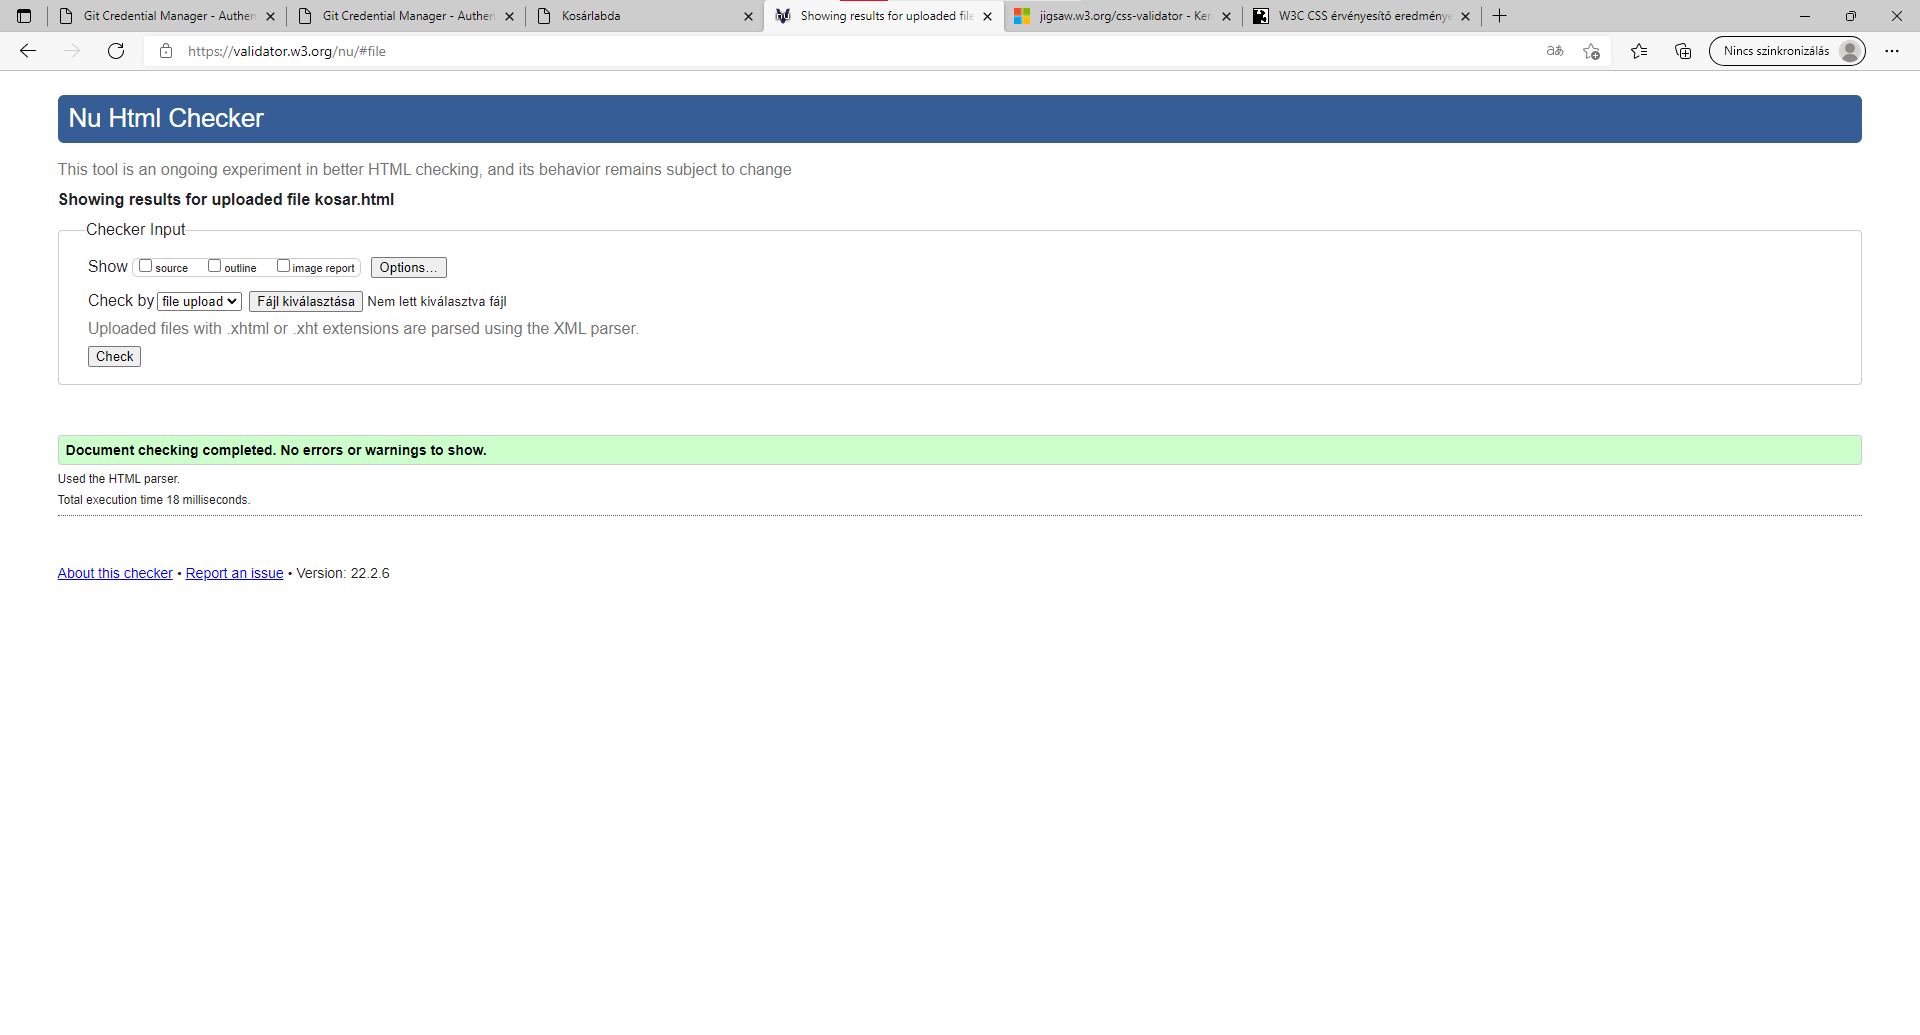 Git Credential Manager - Authen
Git Credential Manager - Authen
Kosárlabda
Showing results for uploaded file
jigsaw.w3.org/css-validator - Ker
W3C CSS érvényesítő eredménye
https://validator.w3.org/nu/#file
Nincs szinkronizálás
Nu Html Checker
This tool is an ongoing experiment in better HTML checking, and its behavior remains subject to change
Showing results for uploaded file kosar.html
Checker Input
Show source outline image report Options...
Check by file upload Fájl kiválasztása Nem lett kiválasztva fájl
Uploaded files with .xhtml or .xht extensions are parsed using the XML parser.
Check
Document checking completed. No errors or warnings to show.
Used the HTML parser.
Total execution time 18 milliseconds.
About this checker • Report an issue • Version: 22.2.6